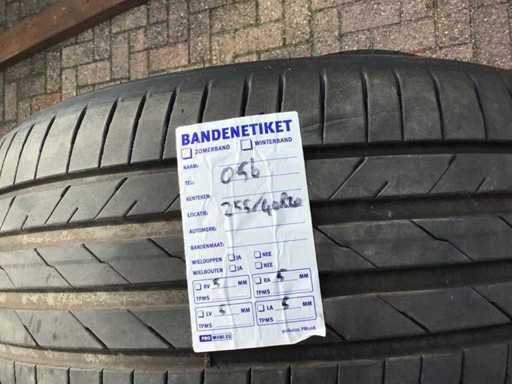 BANDENETIKET
ZOMERBAND WINTERBAND
NAAM:
TEL: 056
KENTEKEN:
LOCATIE: 255/40R20
AUTOMERK:
BANDENMAAT:
WIELDOPPEN JA NEE
WIELBOUTEN JA NEE
RV 5 MM RA 5 MM
TPMS TPMS
LV 5 MM LA 5 MM
TPMS TPMS